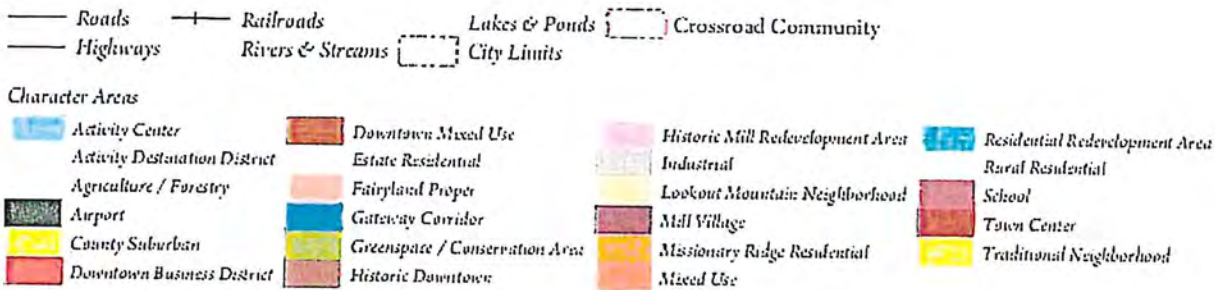 Roads Railroads Lakes & Ponds Crossroad Community
Highways Rivers & Streams City Limits
Character Areas
Activity Center
Activity Destination District
Agriculture / Forestry
Airport
County Suburban
Downtown Business District
Downtown Mixed Use
Estate Residential
Fairyland Proper
Gateway Corridor
Greenspace / Conservation Area
Historic Downtown
Historic Mill Redevelopment Area
Industrial
Lookout Mountain Neighborhood
Mill Village
Missionary Ridge Residential
Mixed Use
Residential Redevelopment Area
Rural Residential
School
Town Center
Traditional Neighborhood